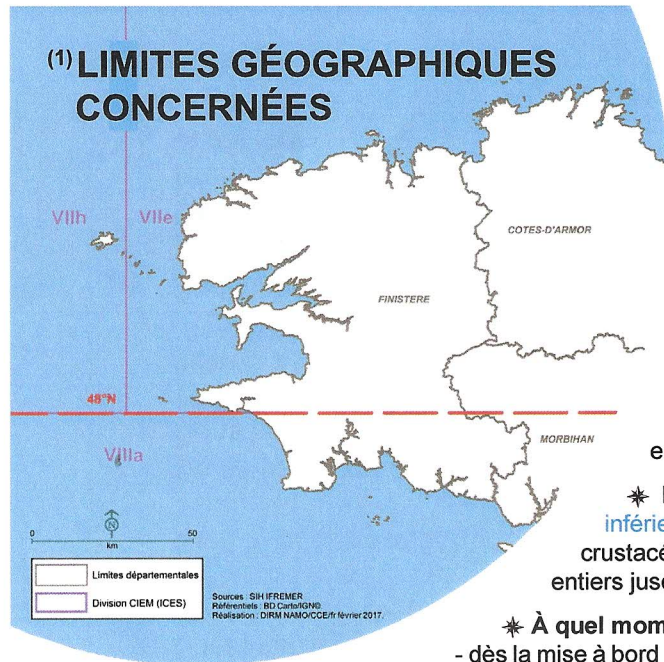 (1) LIMITES GÉOGRAPHIQUES
CONCERNÉES
VIIh
VIIe
COTES-D'ARMOR
FINISTERE
48°N
MORBIHAN
VIIIa
0
50
km
N
Limites départementales
Division CIEM (ICES)
Sources : SIH IFREMER
Référentiels : BD Carto/IGN©
Réalisation : DIRM NAMO/CCE/fr février 2017.
e
inférie
crustacé
entiers jusc
À quel mom
- dès la mise à bord